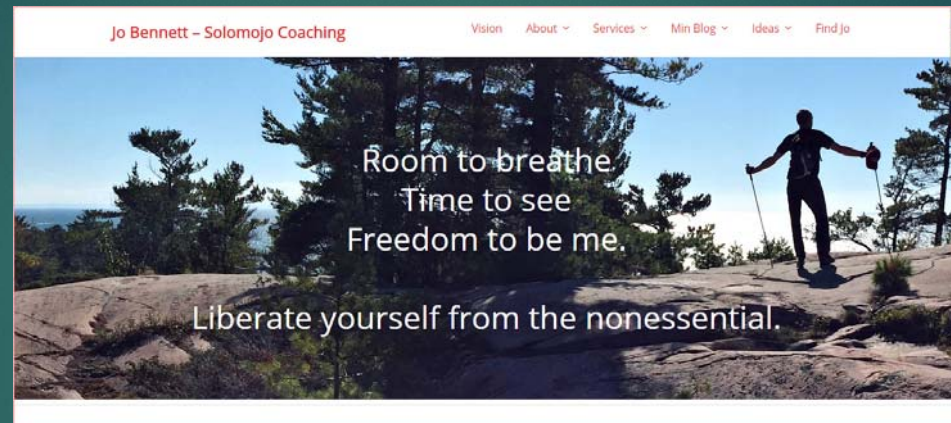 Jo Bennett – Solomojo Coaching
Vision About Services Min Blog Ideas Find Jo
Room to breathe.
Time to see
Freedom to be me.
Liberate yourself from the nonessential.